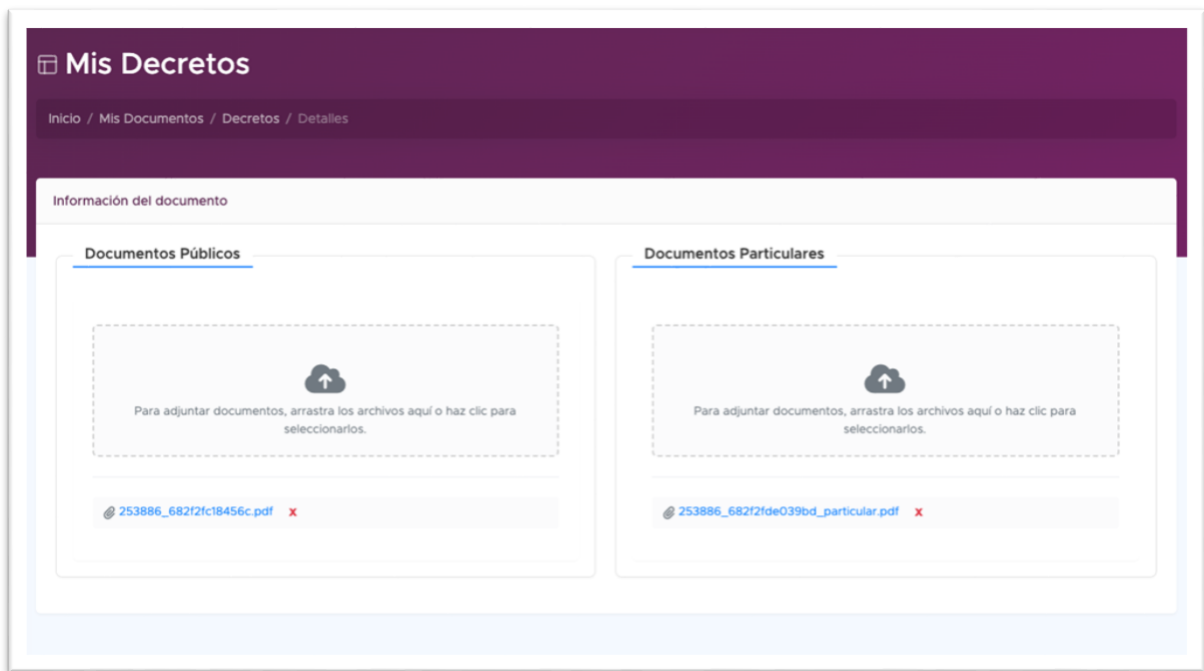 Mis Decretos
Inicio / Mis Documentos / Decretos / Detalles
Información del documento
Documentos Públicos
Para adjuntar documentos, arrastra los archivos aquí o haz clic para
seleccionarlos.
253886_682f2fc18456c.pdf x
Documentos Particulares
Para adjuntar documentos, arrastra los archivos aquí o haz clic para
seleccionarlos.
253886_682f2fde039bd_particular.pdf x